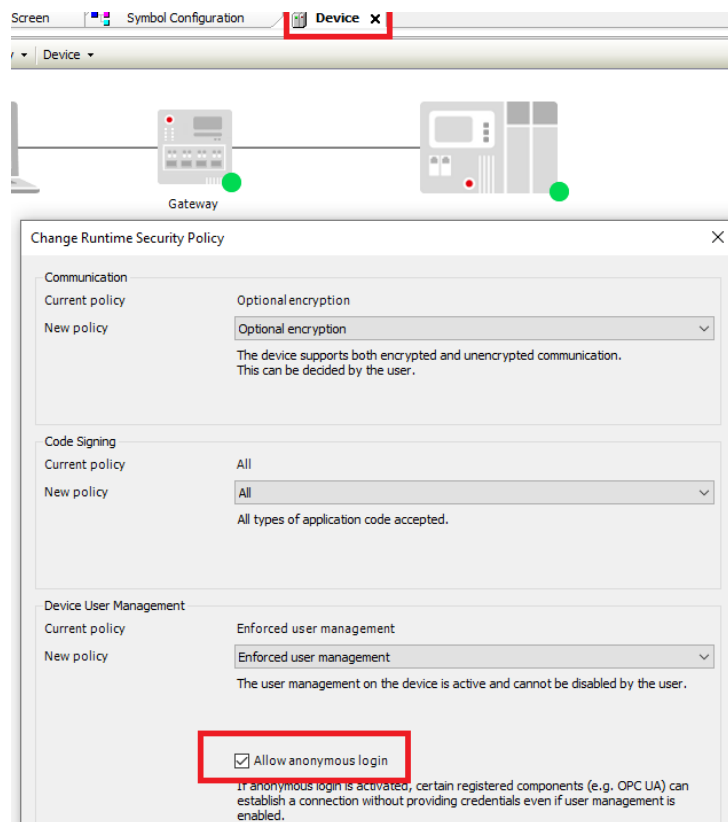 Screen Symbol Configuration Device x
Device
Gateway
Change Runtime Security Policy
Communication
Current policy Optional encryption
New policy Optional encryption
The device supports both encrypted and unencrypted communication.
This can be decided by the user.
Code Signing
Current policy All
New policy All
All types of application code accepted.
Device User Management
Current policy Enforced user management
New policy Enforced user management
The user management on the device is active and cannot be disabled by the user.
Allow anonymous login
If anonymous login is activated, certain registered components (e.g. OPC UA) can
establish a connection without providing credentials even if user management is
enabled.